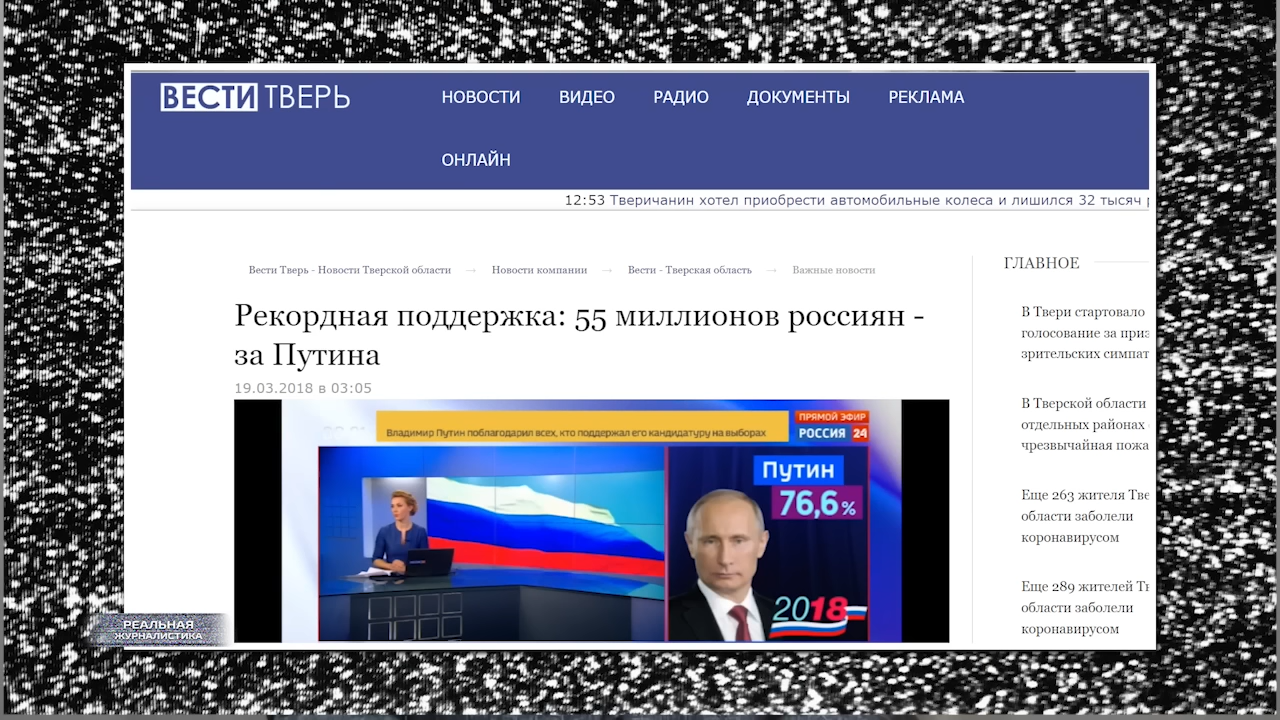 ВЕСТИ ТВЕРЬ
НОВОСТИ ВИДЕО РАДИО ДОКУМЕНТЫ РЕКЛАМА
ОНЛАЙН
12:53 Тверичанин хотел приобрести автомобильные колеса и лишился 32 тысяч
Вести Тверь - Новости Тверской области → Новости компании → Вести - Тверская область → Важные новости
Рекордная поддержка: 55 миллионов россиян -
за Путина
19.03.2018 в 03:05
Владимир Путин поблагодарил всех, кто поддержал его кандидатуру на выборах
ПРЯМОЙ ЭФИР
РОССИЯ 24
Путин
76,6%
2018
ГЛАВНОЕ
В Твери стартовало
голосование за приз
зрительских симпат
В Тверской области
отдельных районах
чрезвычайная пожа
Еще 263 жителя Тве
области заболели
коронавирусом
Еще 289 жителей Тв
области заболели
коронавирусом
РЕАЛЬНАЯ
ЖУРНАЛИСТИКА